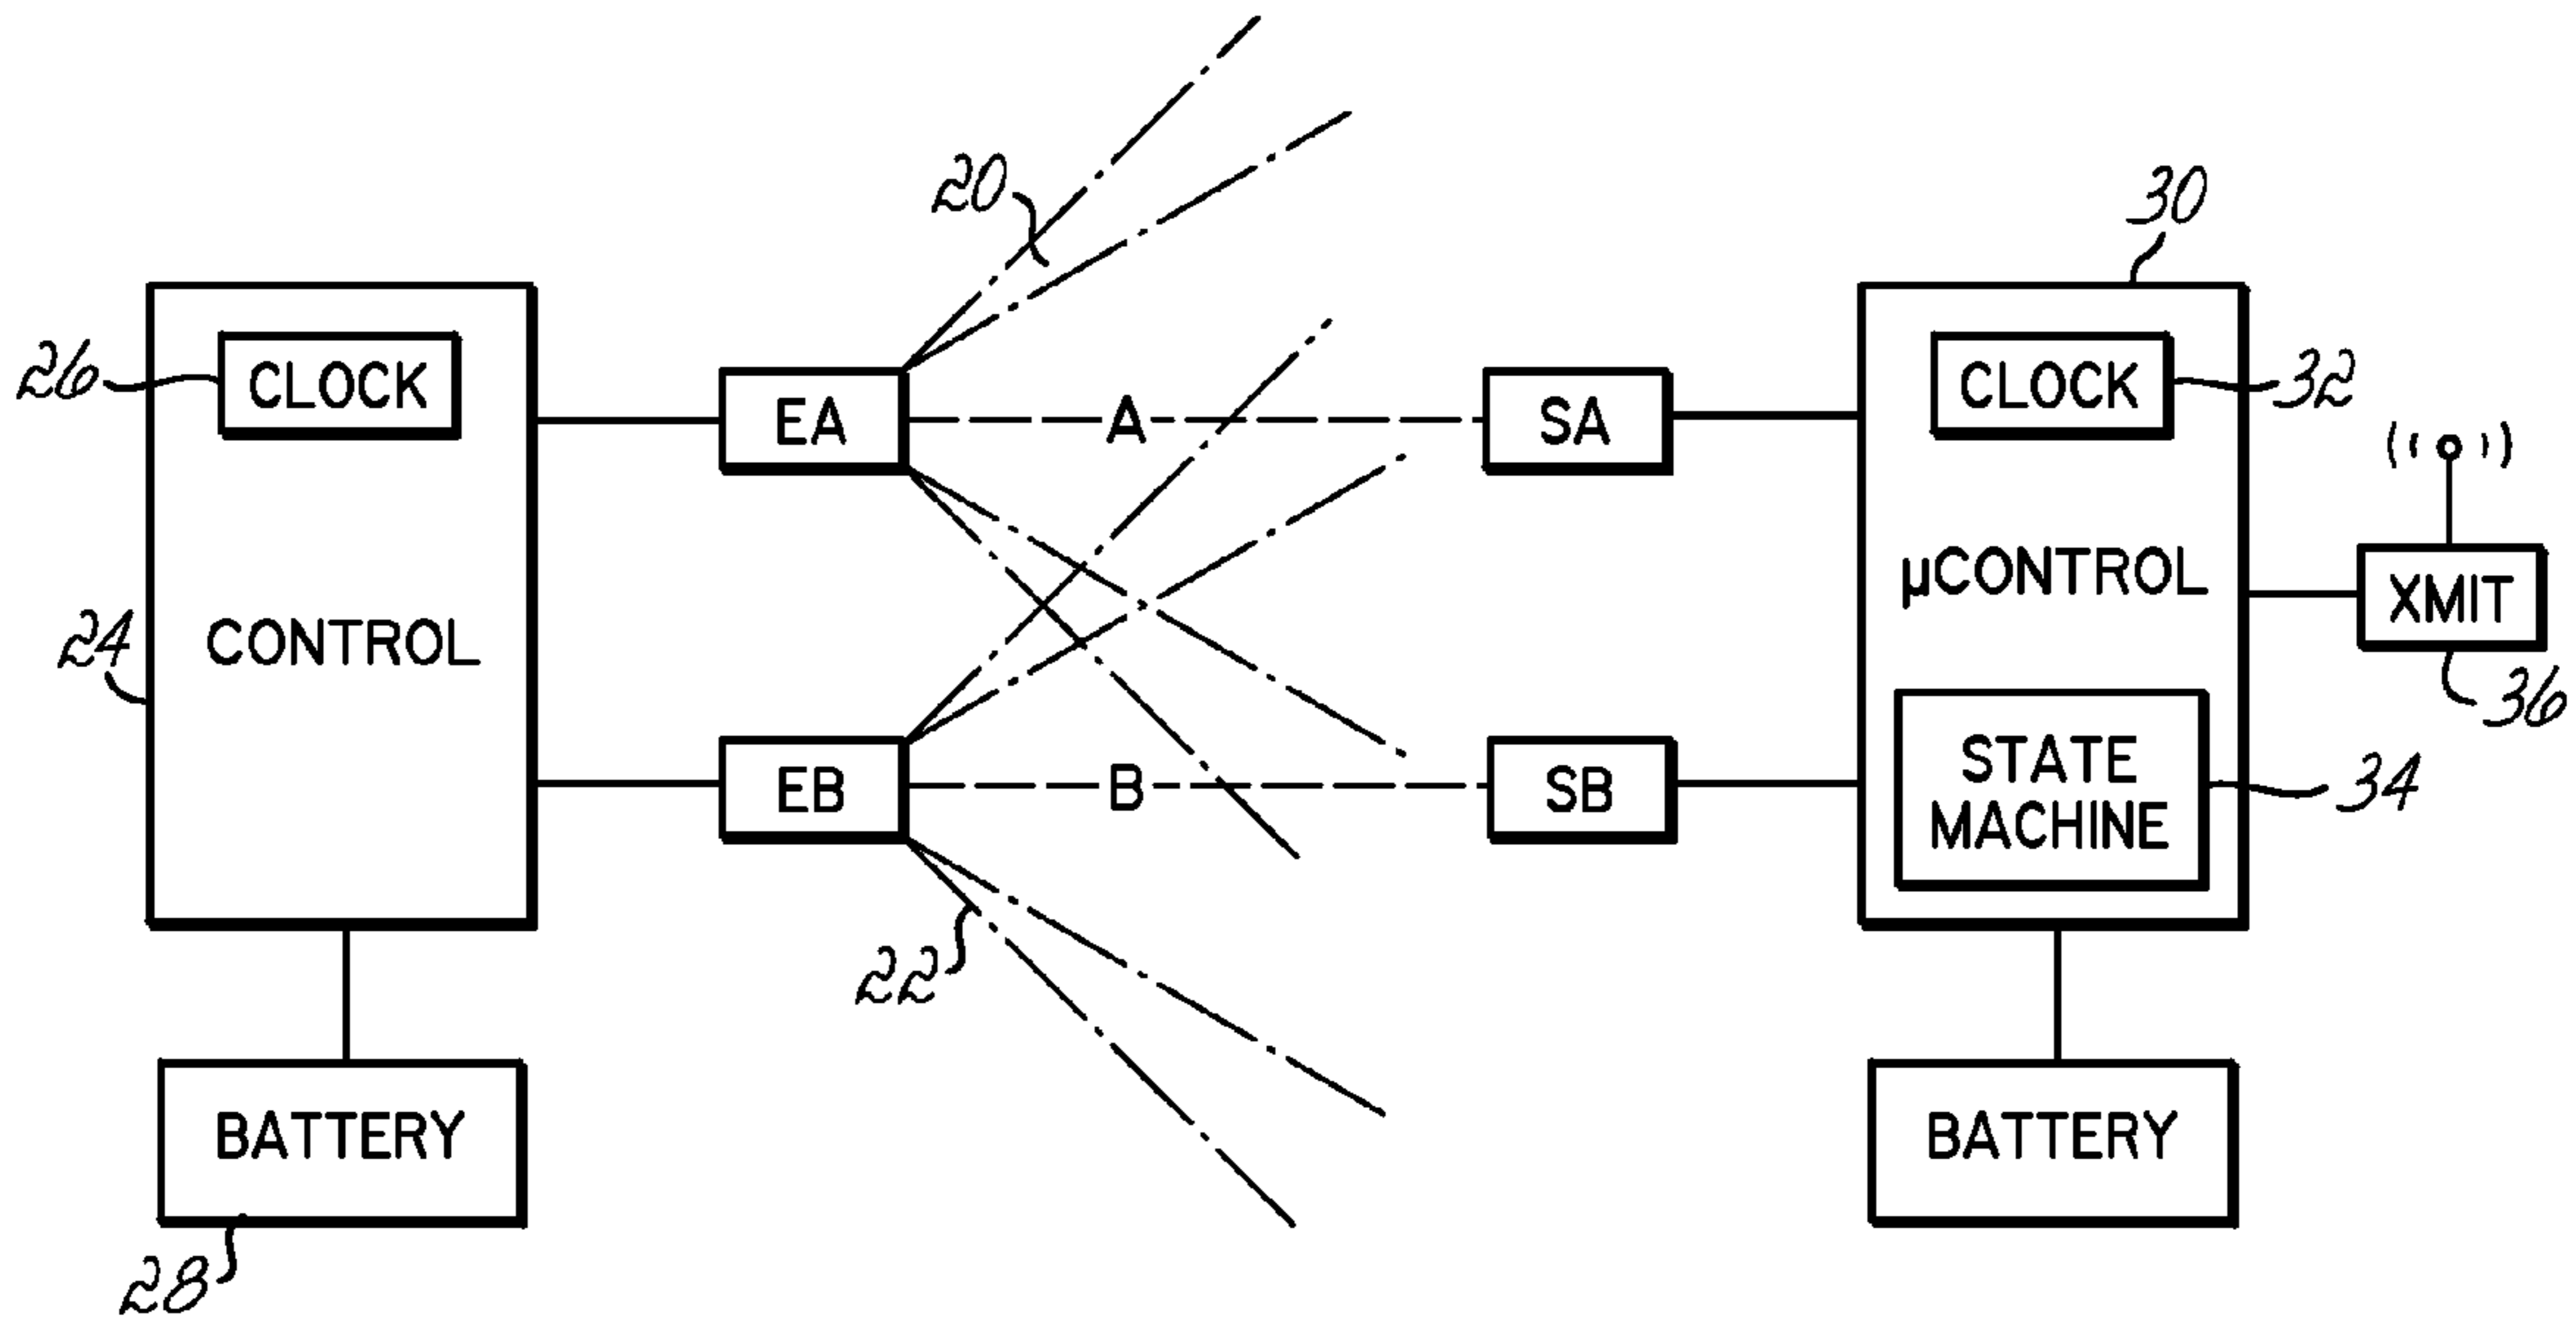 20
30
26
CLOCK
CLOCK
32
EA
A
SA
µCONTROL
XMIT
24
CONTROL
36
EB
B
SB
STATE
MACHINE
34
22
BATTERY
BATTERY
28